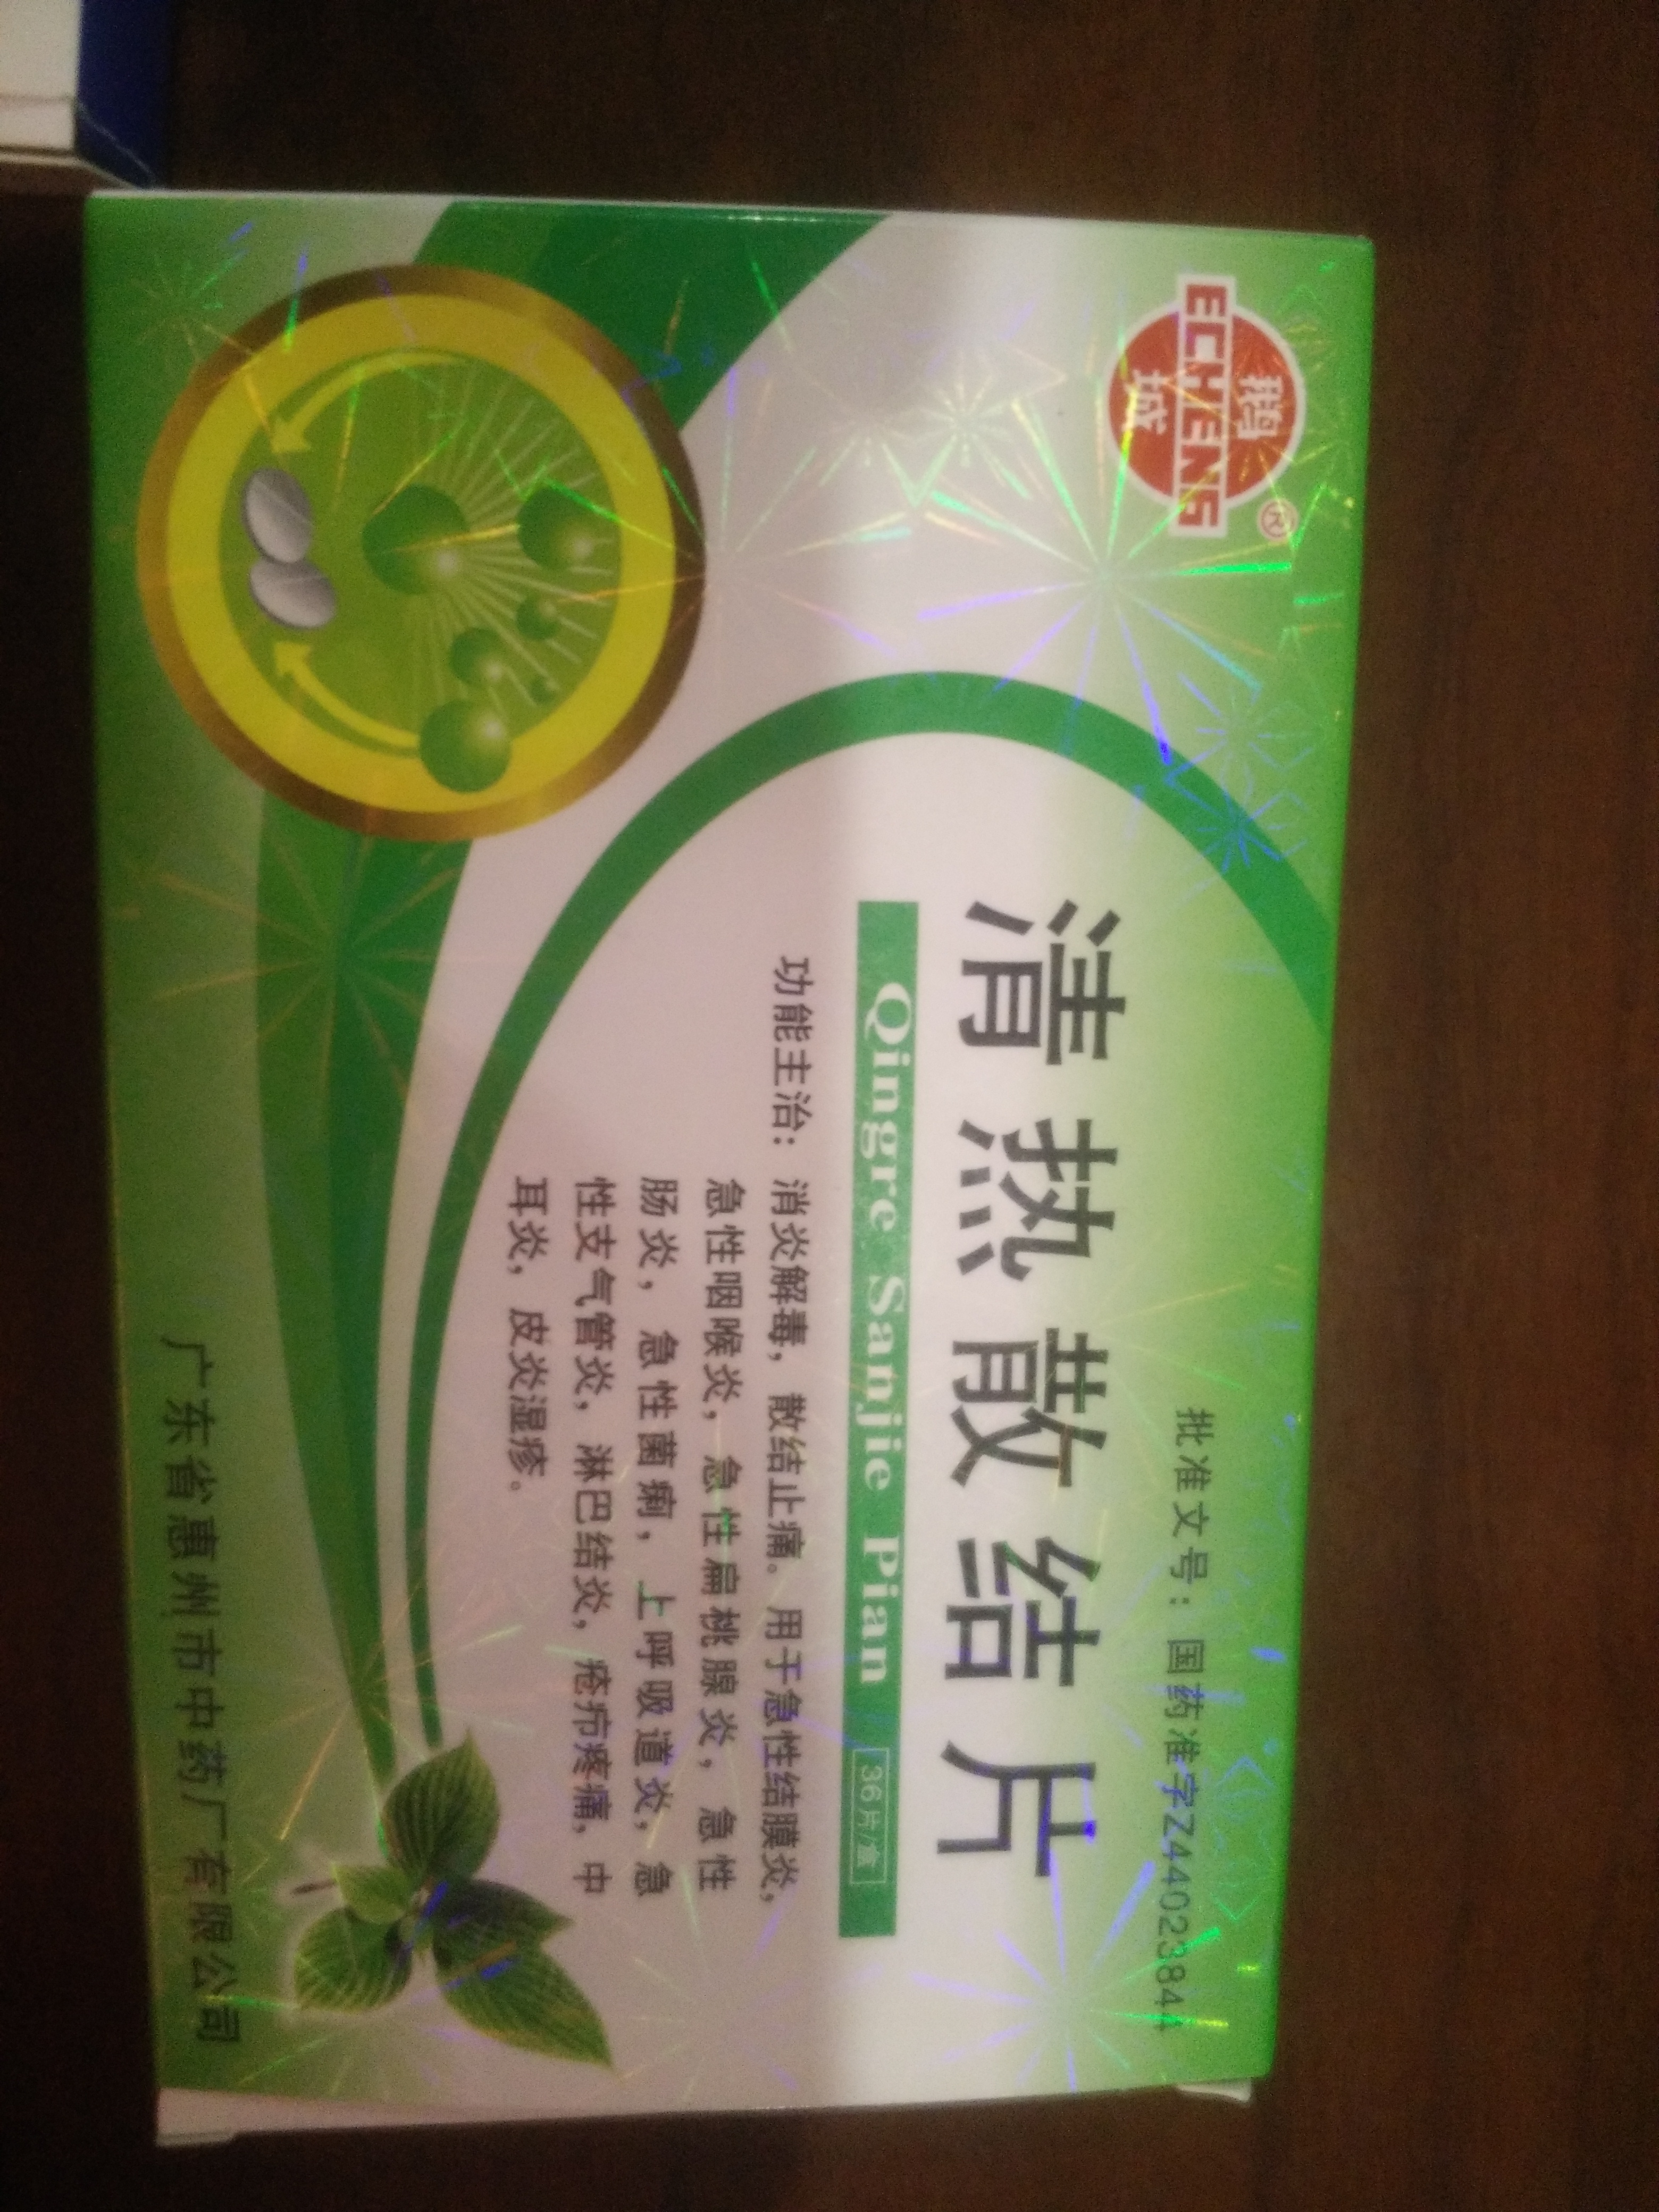 鹅
ECHENG
城
®
批准文号：国药准字Z44023844
清热散结片
Qingre Sanjie Pian 36片/盒
功能主治：消炎解毒，散结止痛。用于急性结膜炎，
急性咽喉炎，急性扁桃腺炎，急性
肠炎，急性菌痢，上呼吸道炎，急
性支气管炎，淋巴结炎，疮疖疼痛，中
耳炎，皮炎湿疹。
广东省惠州市中药厂有限公司